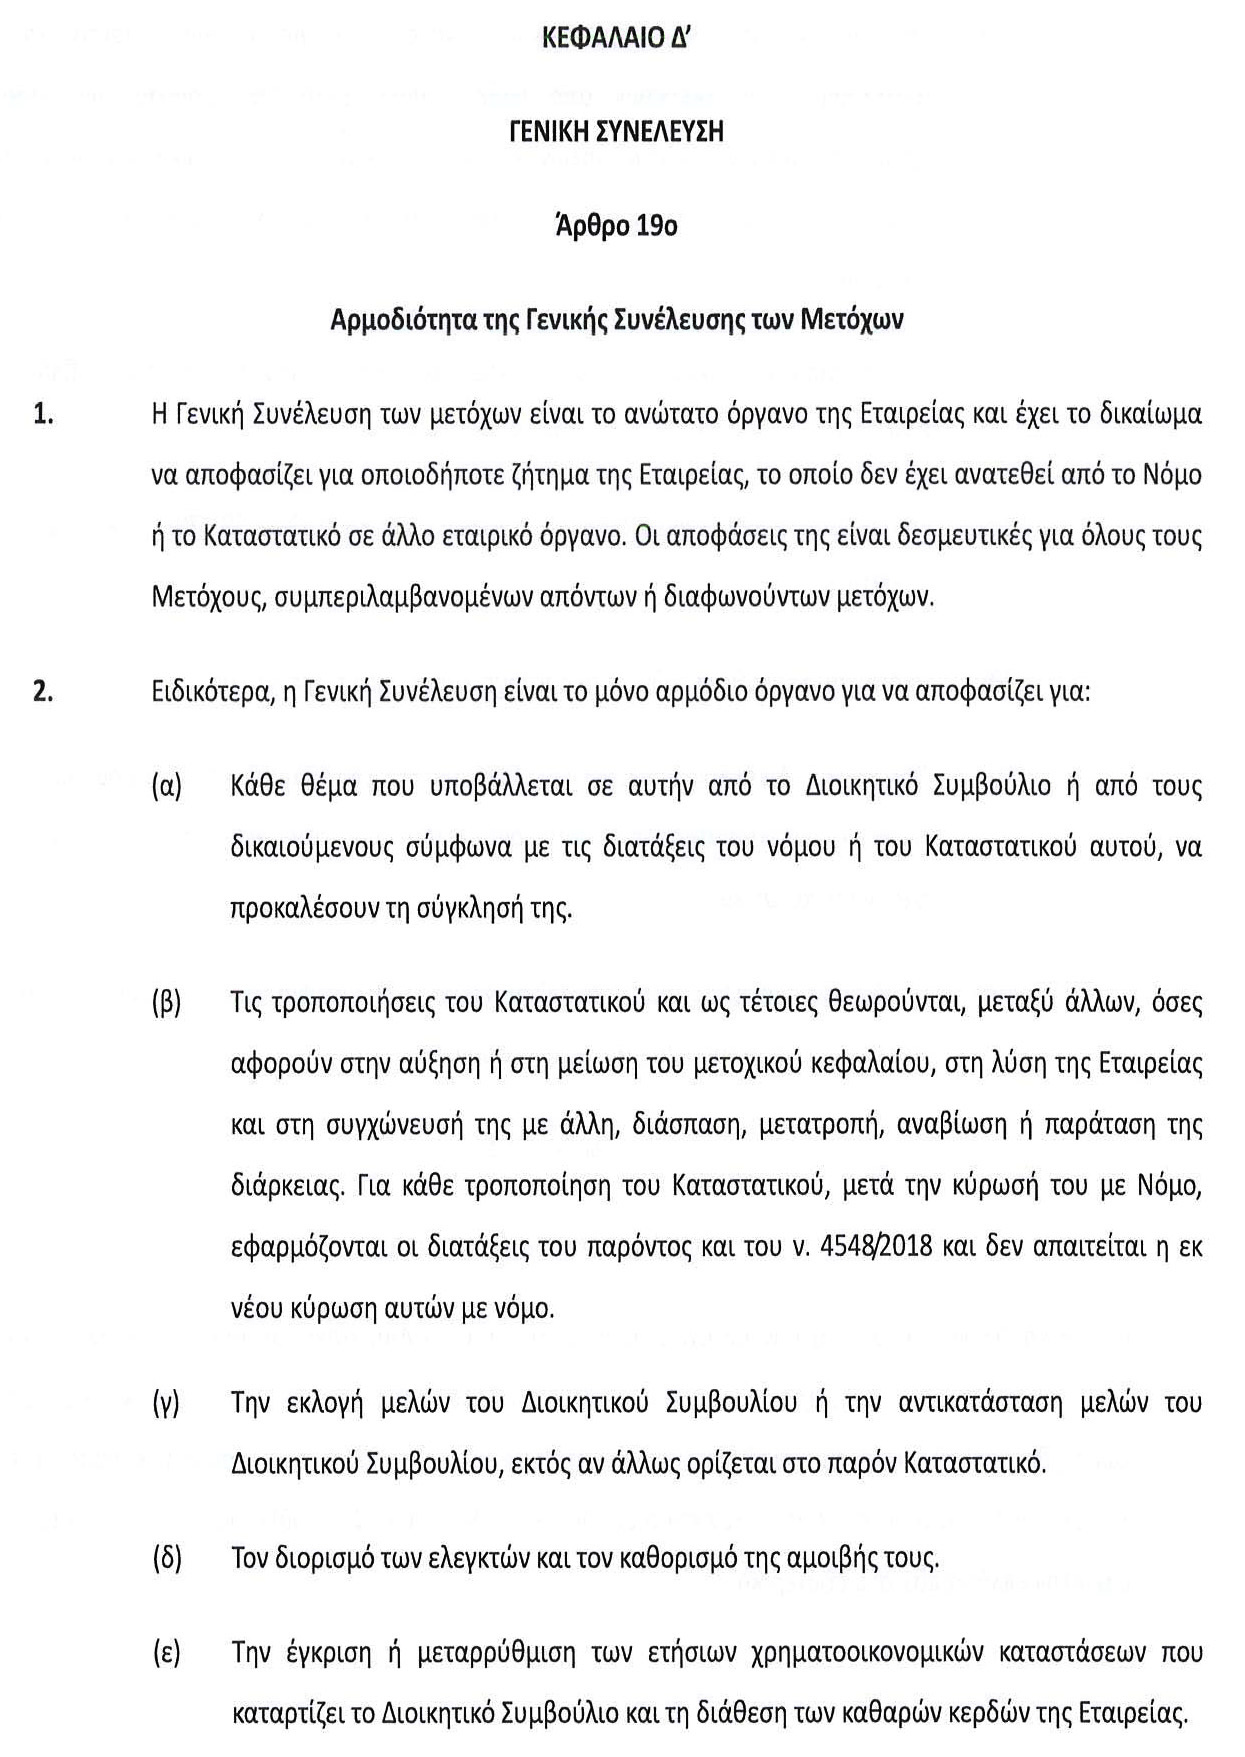 ΚΕΦΑΛΑΙΟ Δ’
ΓΕΝΙΚΗ ΣΥΝΕΛΕΥΣΗ
Άρθρο 19ο
Αρμοδιότητα της Γενικής Συνέλευσης των Μετόχων
1. Η Γενική Συνέλευση των μετόχων είναι το ανώτατο όργανο της Εταιρείας και έχει το δικαίωμα
να αποφασίζει για οποιοδήποτε ζήτημα της Εταιρείας, το οποίο δεν έχει ανατεθεί από το Νόμο
ή το Καταστατικό σε άλλο εταιρικό όργανο. Οι αποφάσεις της είναι δεσμευτικές για όλους τους
Μετόχους, συμπεριλαμβανομένων απόντων ή διαφωνούντων μετόχων.
2. Ειδικότερα, η Γενική Συνέλευση είναι το μόνο αρμόδιο όργανο για να αποφασίζει για:
(α) Κάθε θέμα που υποβάλλεται σε αυτήν από το Διοικητικό Συμβούλιο ή από τους
δικαιούμενους σύμφωνα με τις διατάξεις του νόμου ή του Καταστατικού αυτού, να
προκαλέσουν τη σύγκλησή της.
(β) Τις τροποποιήσεις του Καταστατικού και ως τέτοιες θεωρούνται, μεταξύ άλλων, όσες
αφορούν στην αύξηση ή στη μείωση του μετοχικού κεφαλαίου, στη λύση της Εταιρείας
και στη συγχώνευσή της με άλλη, διάσπαση, μετατροπή, αναβίωση ή παράταση της
διάρκειας. Για κάθε τροποποίηση του Καταστατικού, μετά την κύρωσή του με Νόμο,
εφαρμόζονται οι διατάξεις του παρόντος και του ν. 4548/2018 και δεν απαιτείται η εκ
νέου κύρωση αυτών με νόμο.
(γ) Την εκλογή μελών του Διοικητικού Συμβουλίου ή την αντικατάσταση μελών του
Διοικητικού Συμβουλίου, εκτός αν άλλως ορίζεται στο παρόν Καταστατικό.
(δ) Τον διορισμό των ελεγκτών και τον καθορισμό της αμοιβής τους.
(ε) Την έγκριση ή μεταρρύθμιση των ετήσιων χρηματοοικονομικών καταστάσεων που
καταρτίζει το Διοικητικό Συμβούλιο και τη διάθεση των καθαρών κερδών της Εταιρείας.